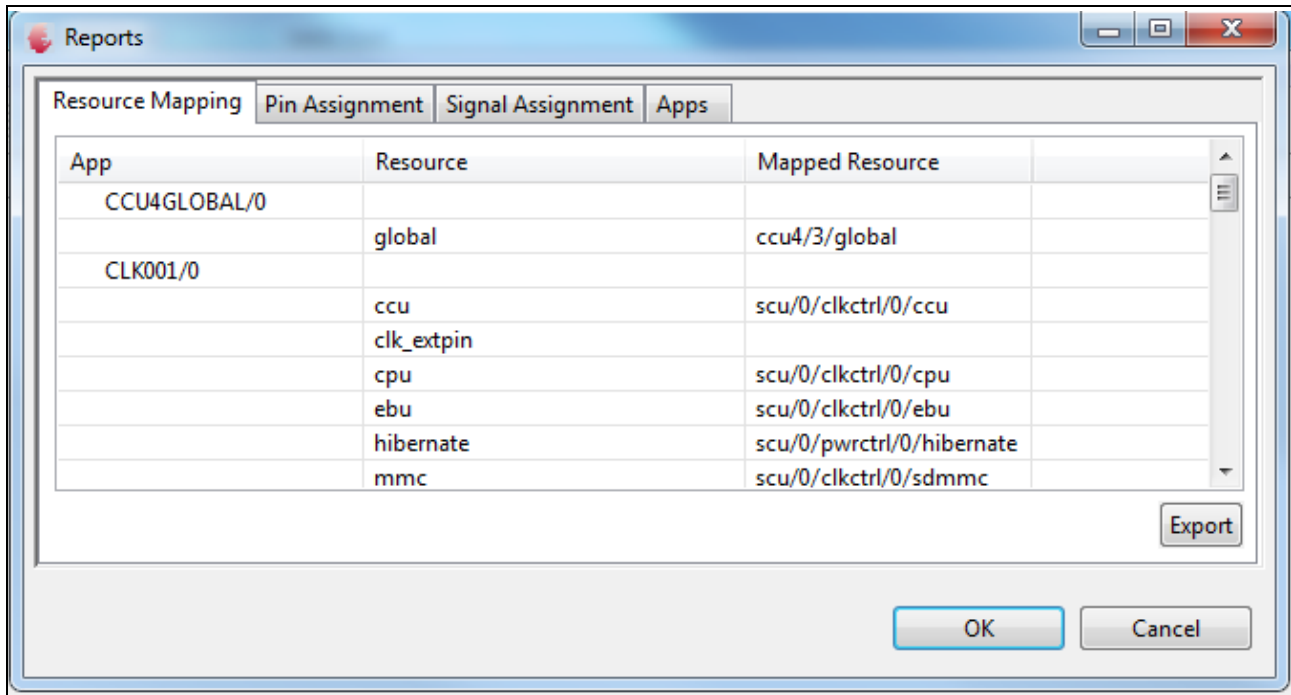 Reports
Resource Mapping Pin Assignment Signal Assignment Apps
App Resource Mapped Resource
CCU4GLOBAL/0
global ccu4/3/global
CLK001/0
ccu scu/0/clkctrl/0/ccu
clk_extpin
cpu scu/0/clkctrl/0/cpu
ebu scu/0/clkctrl/0/ebu
hibernate scu/0/pwrctrl/0/hibernate
mmc scu/0/clkctrl/0/sdmmc
Export
OK Cancel